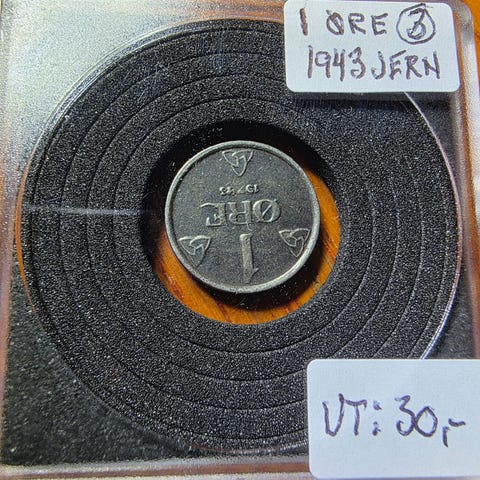 1 ØRE ③
1943 JERN
1
ØRE
1943
VT: 30,-